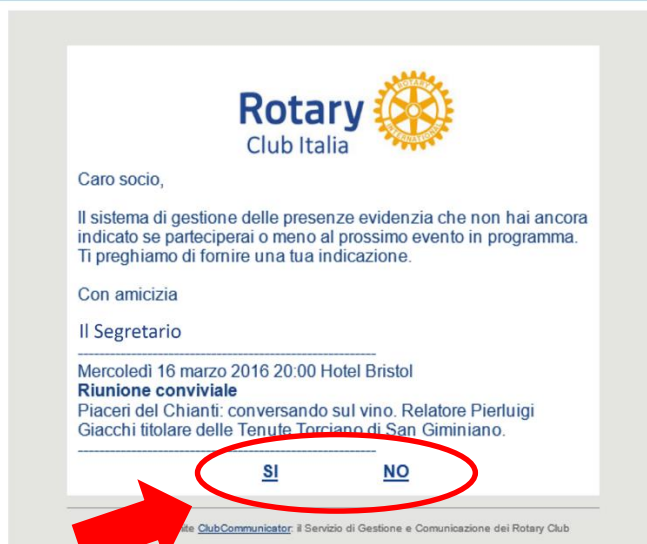 Rotary
Club Italia
ROTARY
INTERNATIONAL
Caro socio,
Il sistema di gestione delle presenze evidenzia che non hai ancora
indicato se parteciperai o meno al prossimo evento in programma.
Ti preghiamo di fornire una tua indicazione.
Con amicizia
Il Segretario
--------------------------------------------------------
Mercoledì 16 marzo 2016 20:00 Hotel Bristol
Riunione conviviale
Piaceri del Chianti: conversando sul vino. Relatore Pierluigi
Giacchi titolare delle Tenute Torciano di San Giminiano.
--------------------------------------------------------
SI NO
ClubCommunicator: il Servizio di Gestione e Comunicazione dei Rotary Club